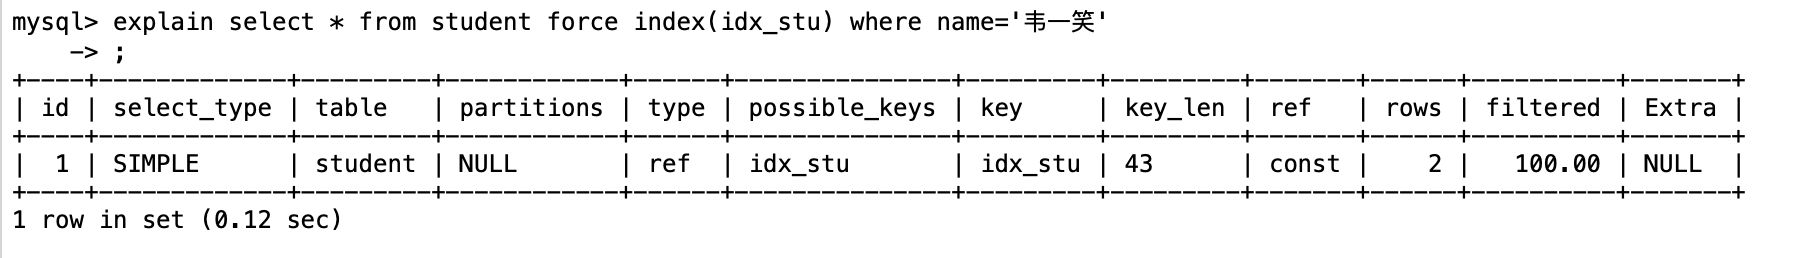 mysql> explain select * from student force index(idx_stu) where name='韦一笑'
    -> ;
+----+-------------+---------+------------+------+---------------+---------+---------+-------+------+----------+-------+
| id | select_type | table   | partitions | type | possible_keys | key     | key_len | ref   | rows | filtered | Extra |
+----+-------------+---------+------------+------+---------------+---------+---------+-------+------+----------+-------+
|  1 | SIMPLE      | student | NULL       | ref  | idx_stu       | idx_stu | 43      | const |    2 |   100.00 | NULL  |
+----+-------------+---------+------------+------+---------------+---------+---------+-------+------+----------+-------+
1 row in set (0.12 sec)